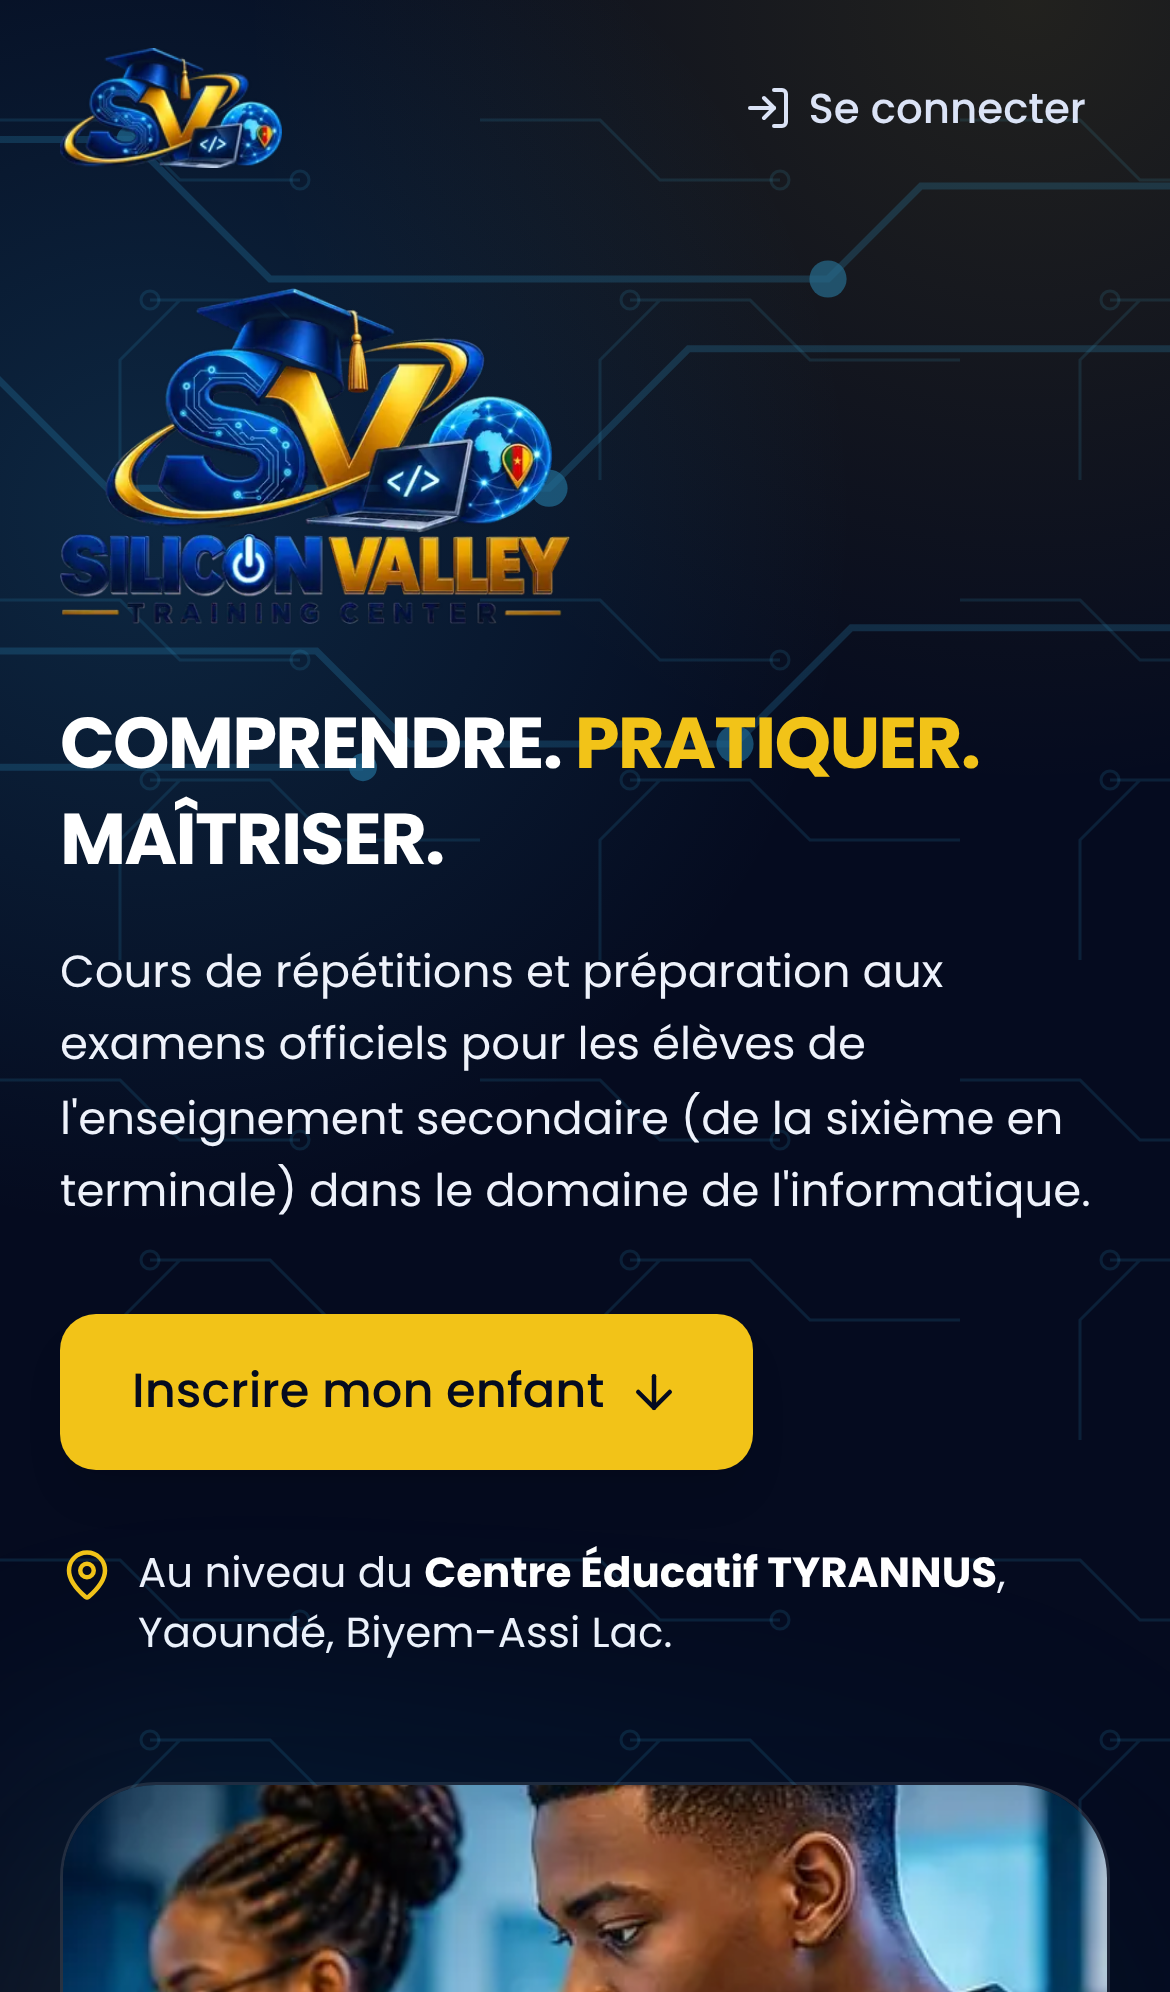 SV
</>
Se connecter
SV
</>
SILICON VALLEY
TRAINING CENTER
COMPRENDRE. PRATIQUER.
MAÎTRISER.
Cours de répétitions et préparation aux
examens officiels pour les élèves de
l'enseignement secondaire (de la sixième en
terminale) dans le domaine de l'informatique.
Inscrire mon enfant ↓
Au niveau du Centre Éducatif TYRANNUS,
Yaoundé, Biyem-Assi Lac.